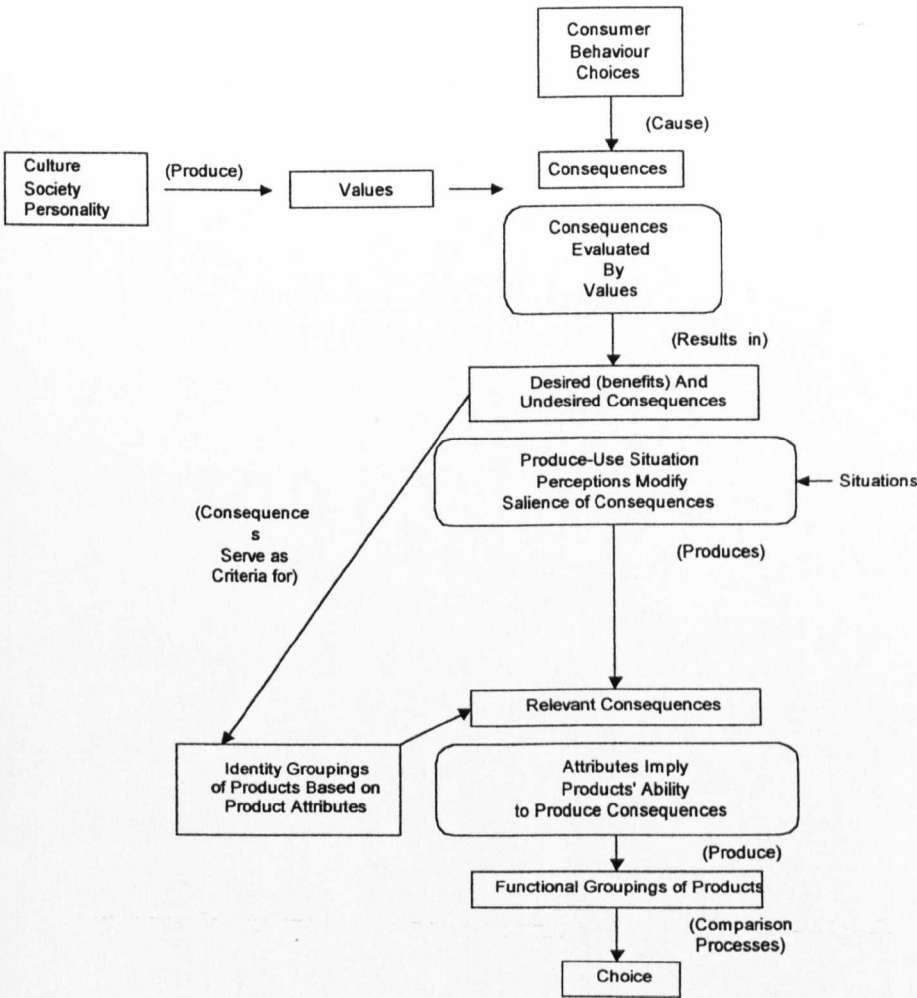 Consumer
Behaviour
Choices
(Cause)
Culture
Society
Personality
(Produce)
Values
Consequences
Consequences
Evaluated
By
Values
(Results in)
Desired (benefits) And
Undesired Consequences
Produce-Use Situation
Perceptions Modify
Salience of Consequences
Situations
(Consequence
s
Serve as
Criteria for)
(Produces)
Relevant Consequences
Identity Groupings
of Products Based on
Product Attributes
Attributes Imply
Products' Ability
to Produce Consequences
(Produce)
Functional Groupings of Products
(Comparison
Processes)
Choice